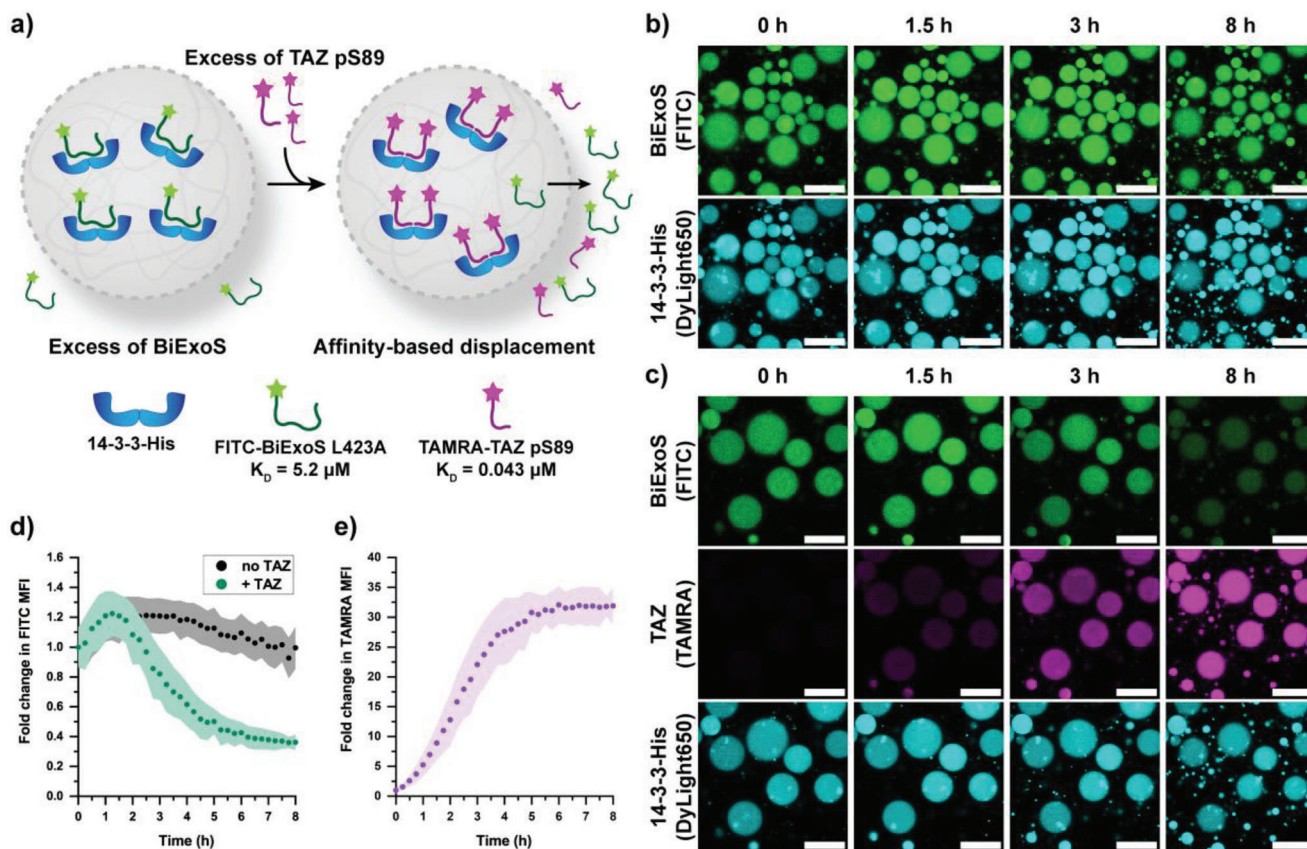 a)
Excess of TAZ pS89
Excess of BiExoS
Affinity-based displacement
14-3-3-His
FITC-BiExoS L423A
K_D = 5.2 µM
TAMRA-TAZ pS89
K_D = 0.043 µM
b)
0 h
1.5 h
3 h
8 h
BiExoS
(FITC)
14-3-3-His
(DyLight650)
c)
0 h
1.5 h
3 h
8 h
BiExoS
(FITC)
TAZ
(TAMRA)
14-3-3-His
(DyLight650)
d)
no TAZ
+ TAZ
1.6
1.4
1.2
1.0
0.8
0.6
0.4
0.2
0.0
Fold change in FITC MFI
0 1 2 3 4 5 6 7 8
Time (h)
e)
40
35
30
25
20
15
10
5
0
Fold change in TAMRA MFI
0 1 2 3 4 5 6 7 8
Time (h)